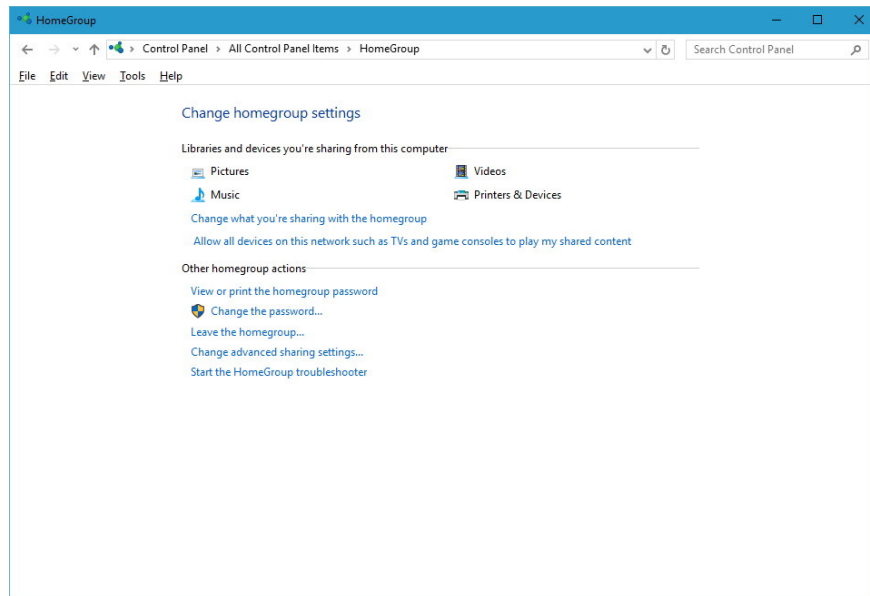 HomeGroup
Control Panel > All Control Panel Items > HomeGroup Search Control Panel
File Edit View Tools Help
Change homegroup settings
Libraries and devices you're sharing from this computer
Pictures Videos
Music Printers & Devices
Change what you're sharing with the homegroup
Allow all devices on this network such as TVs and game consoles to play my shared content
Other homegroup actions
View or print the homegroup password
Change the password...
Leave the homegroup...
Change advanced sharing settings...
Start the HomeGroup troubleshooter